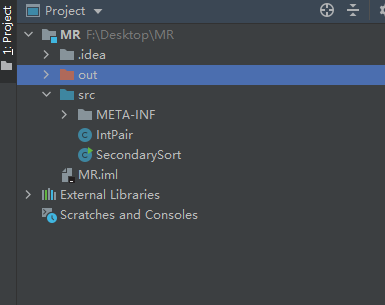 1: Project
Project
MR F:\Desktop\MR
.idea
out
src
META-INF
IntPair
SecondarySort
MR.iml
External Libraries
Scratches and Consoles